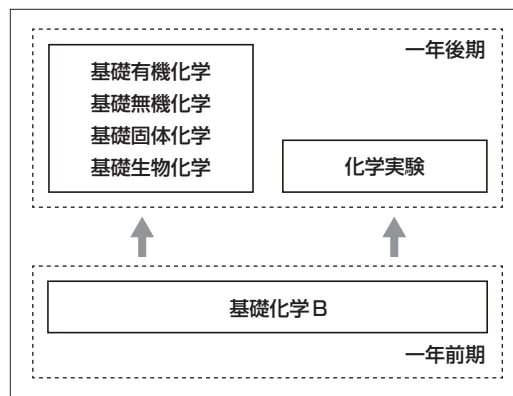 一年後期
基礎有機化学
基礎無機化学
基礎固体化学
基礎生物化学
化学実験
基礎化学B
一年前期